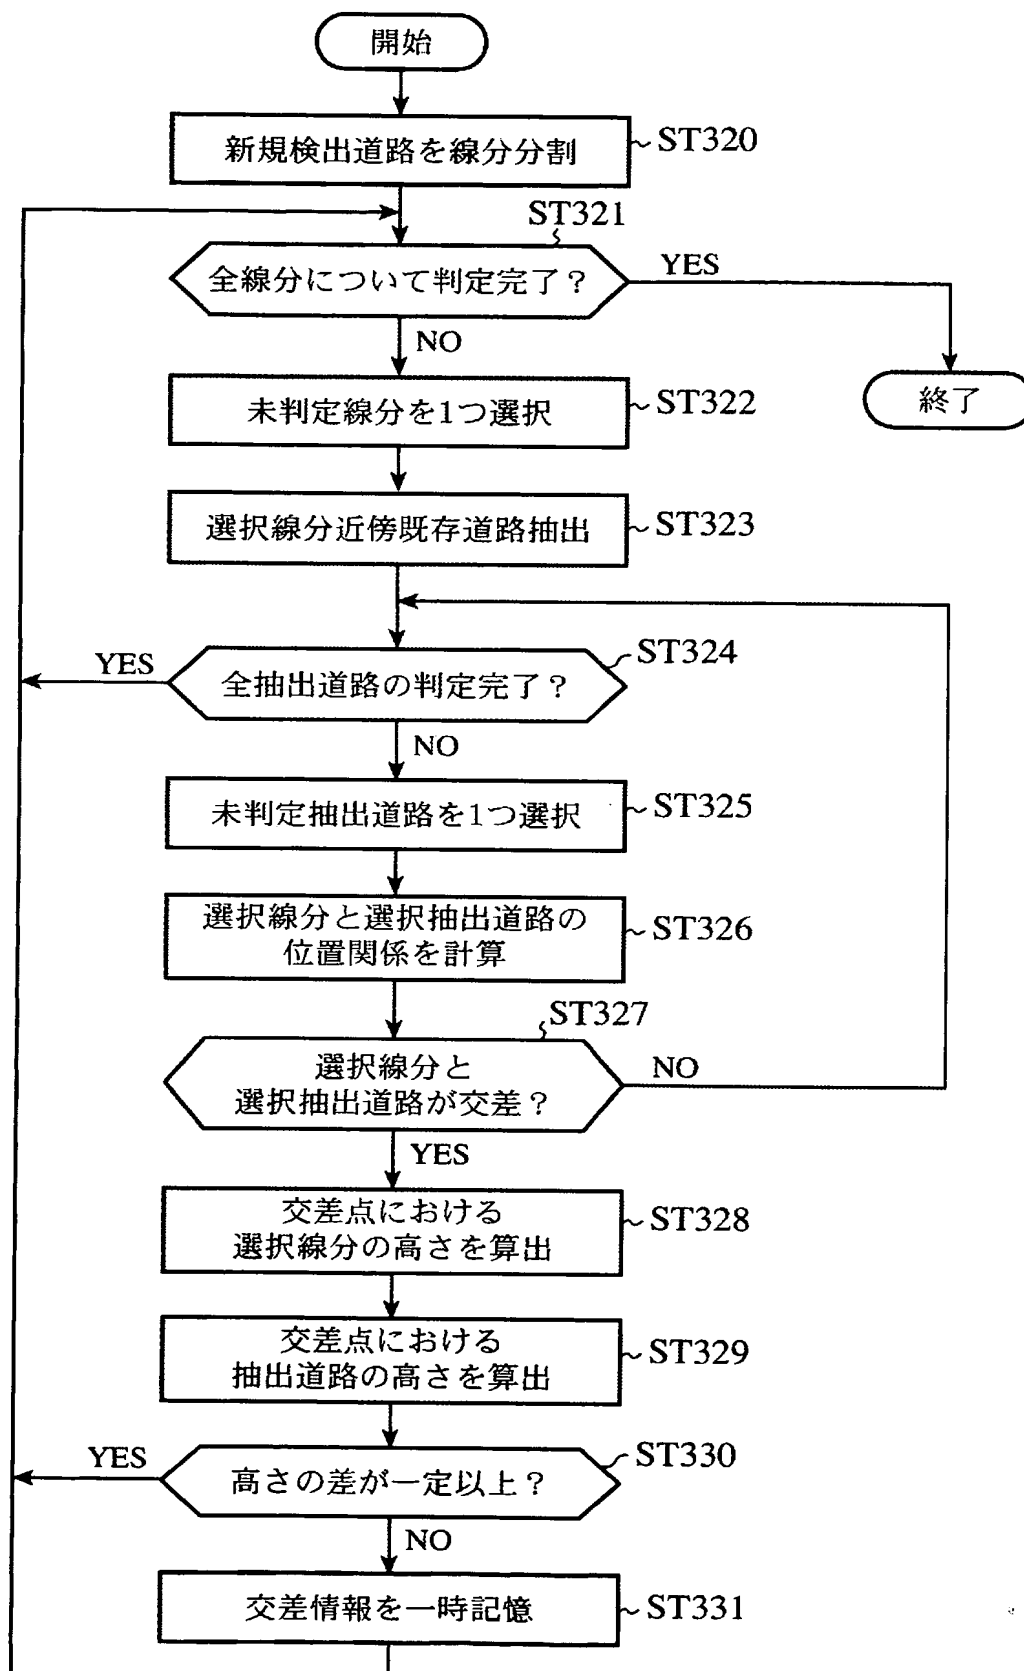 開始
新規検出道路を線分分割
ST320
ST321
全線分について判定完了?
YES
NO
終了
未判定線分を1つ選択
ST322
選択線分近傍既存道路抽出
ST323
ST324
YES
全抽出道路の判定完了?
NO
未判定抽出道路を1つ選択
ST325
選択線分と選択抽出道路の
位置関係を計算
ST326
ST327
選択線分と
選択抽出道路が交差?
NO
YES
交差点における
選択線分の高さを算出
ST328
交差点における
抽出道路の高さを算出
ST329
YES
ST330
高さの差が一定以上?
NO
交差情報を一時記憶
ST331